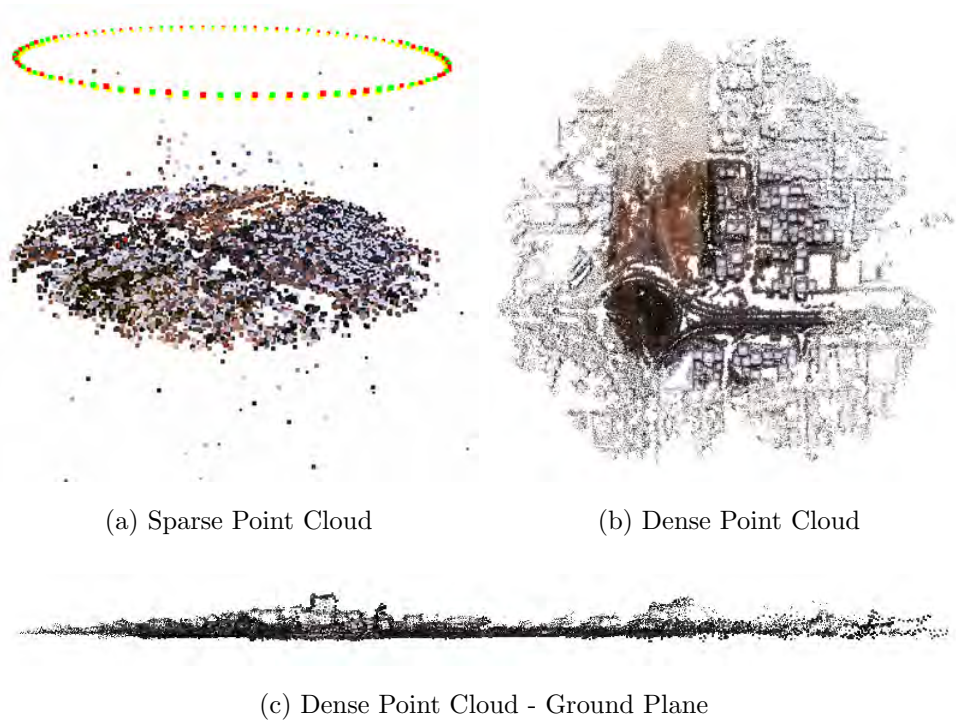 (a) Sparse Point Cloud
(b) Dense Point Cloud
(c) Dense Point Cloud - Ground Plane